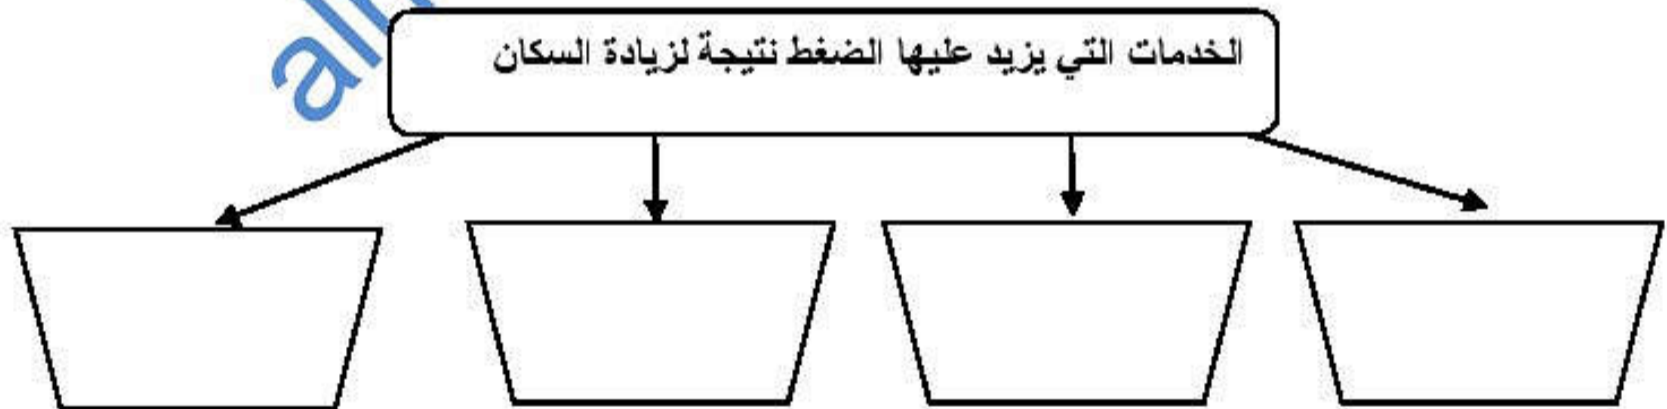 الخدمات التي يزيد عليها الضغط نتيجة لزيادة السكان